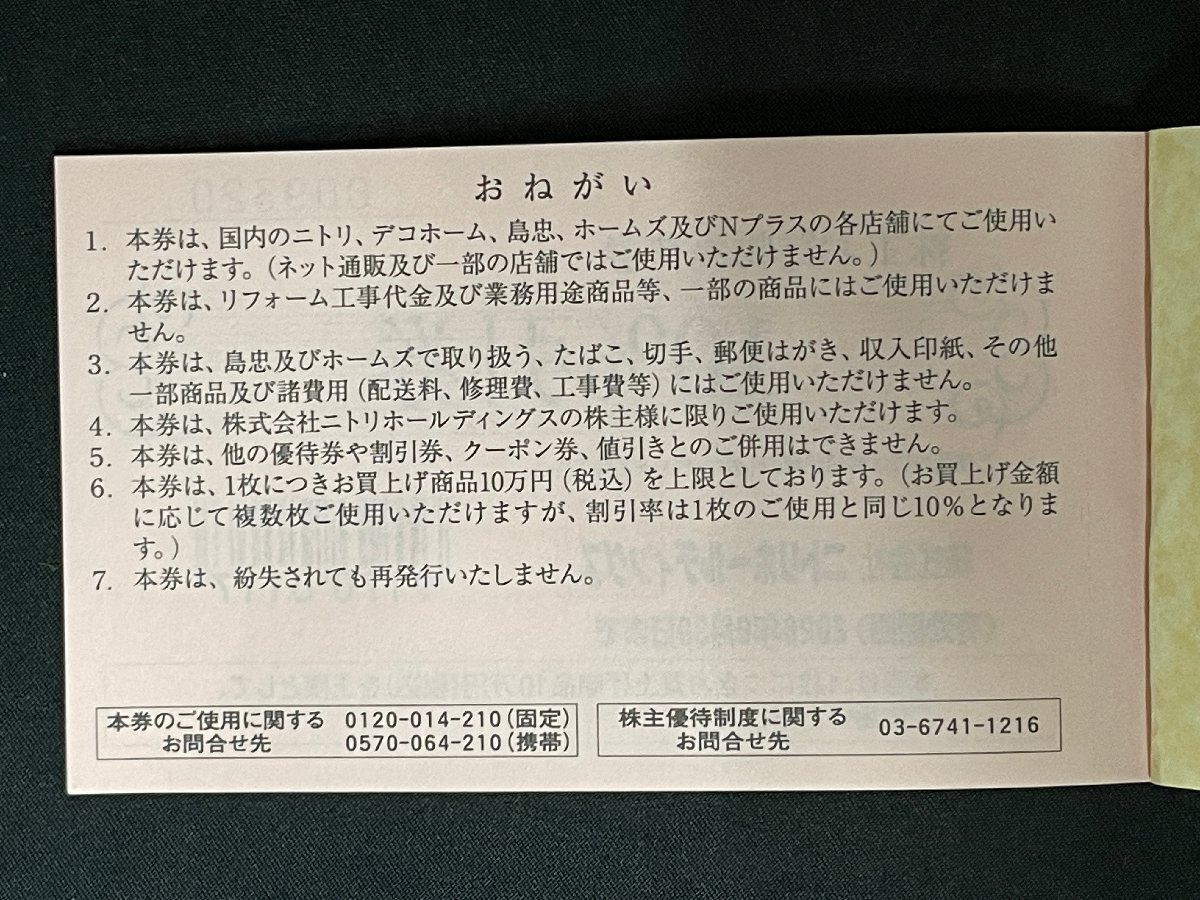 おねがい
1. 本券は、国内のニトリ、デコホーム、島忠、ホームズ及びNプラスの各店舗にてご使用い
ただけます。(ネット通販及び一部の店舗ではご使用いただけません。)
2. 本券は、リフォーム工事代金及び業務用途商品等、一部の商品にはご使用いただけま
せん。
3. 本券は、島忠及びホームズで取り扱う、たばこ、切手、郵便はがき、収入印紙、その他
一部商品及び諸費用(配送料、修理費、工事費等)にはご使用いただけません。
4. 本券は、株式会社ニトリホールディングスの株主様に限りご使用いただけます。
5. 本券は、他の優待券や割引券、クーポン券、値引きとのご併用はできません。
6. 本券は、1枚につきお買上げ商品10万円(税込)を上限としております。(お買上げ金額
に応じて複数枚ご使用いただけますが、割引率は1枚のご使用と同じ10%となりま
す。)
7. 本券は、紛失されても再発行いたしません。
本券のご使用に関する 0120-014-210(固定)
お問合せ先 0570-064-210(携帯)
株主優待制度に関する
お問合せ先
03-6741-1216